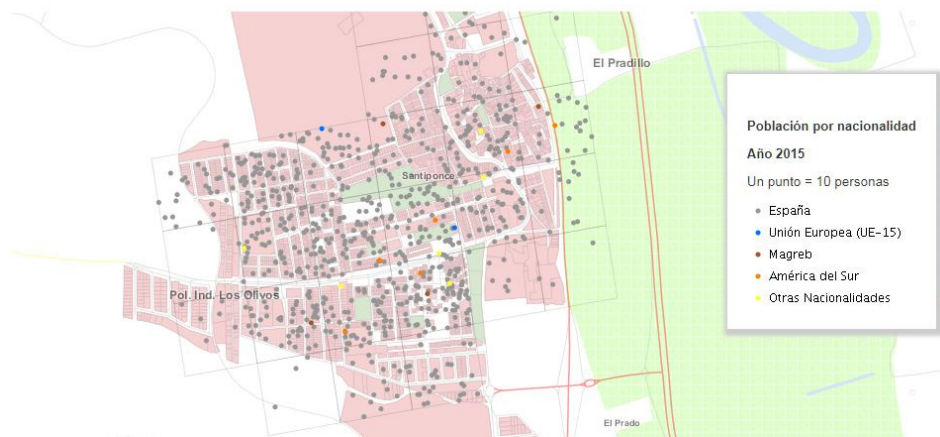 El Pradillo
Santiponce
Pol. Ind. Los Olivos
El Prado
Población por nacionalidad
Año 2015
Un punto = 10 personas
España
Unión Europea (UE-15)
Magreb
América del Sur
Otras Nacionalidades